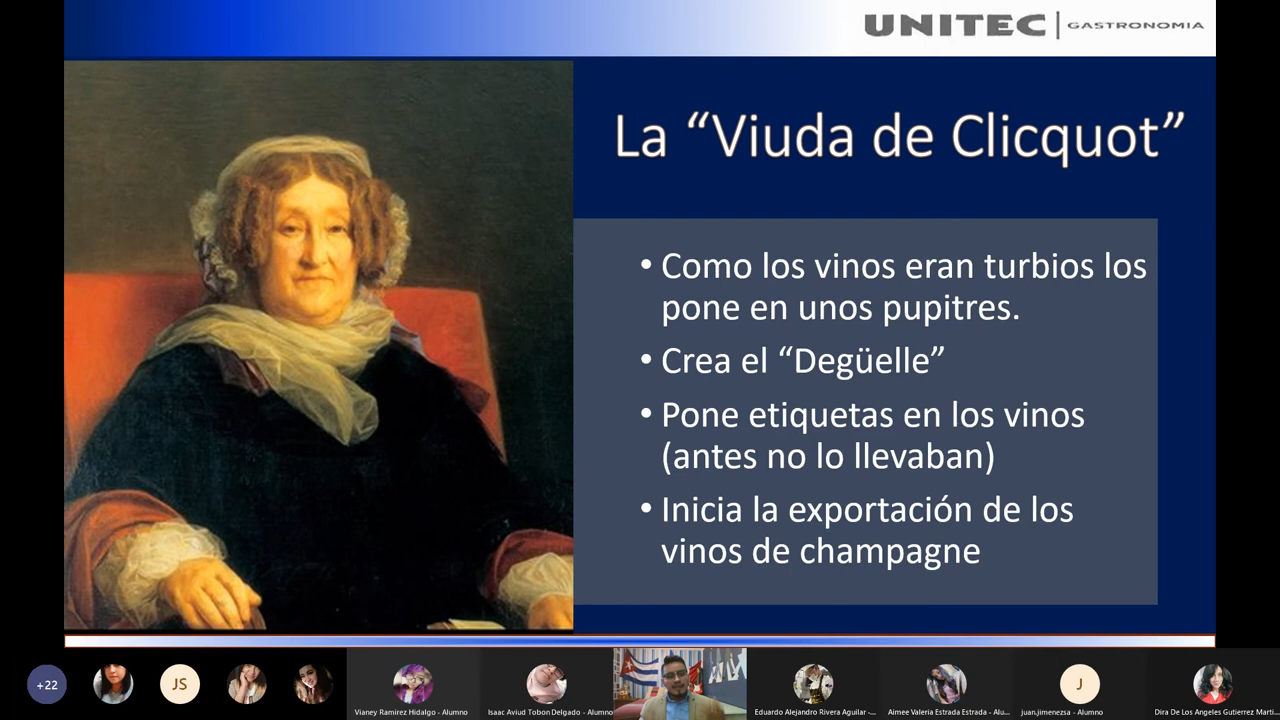 UNITEC | GASTRONOMIA
La “Viuda de Clicquot”
• Como los vinos eran turbios los
pone en unos pupitres.
• Crea el “Degüelle”
• Pone etiquetas en los vinos
(antes no lo llevaban)
• Inicia la exportación de los
vinos de champagne
+22
JS
J
Vianey Ramirez Hidalgo - Alumno
Isaac Aviud Tobon Delgado - Alumno
Eduardo Alejandro Rivera Aguilar -...
Aimee Valeria Estrada Estrada - Alu...
juan.jimenezsa - Alumno
Dira De Los Angeles Gutierrez Marti...